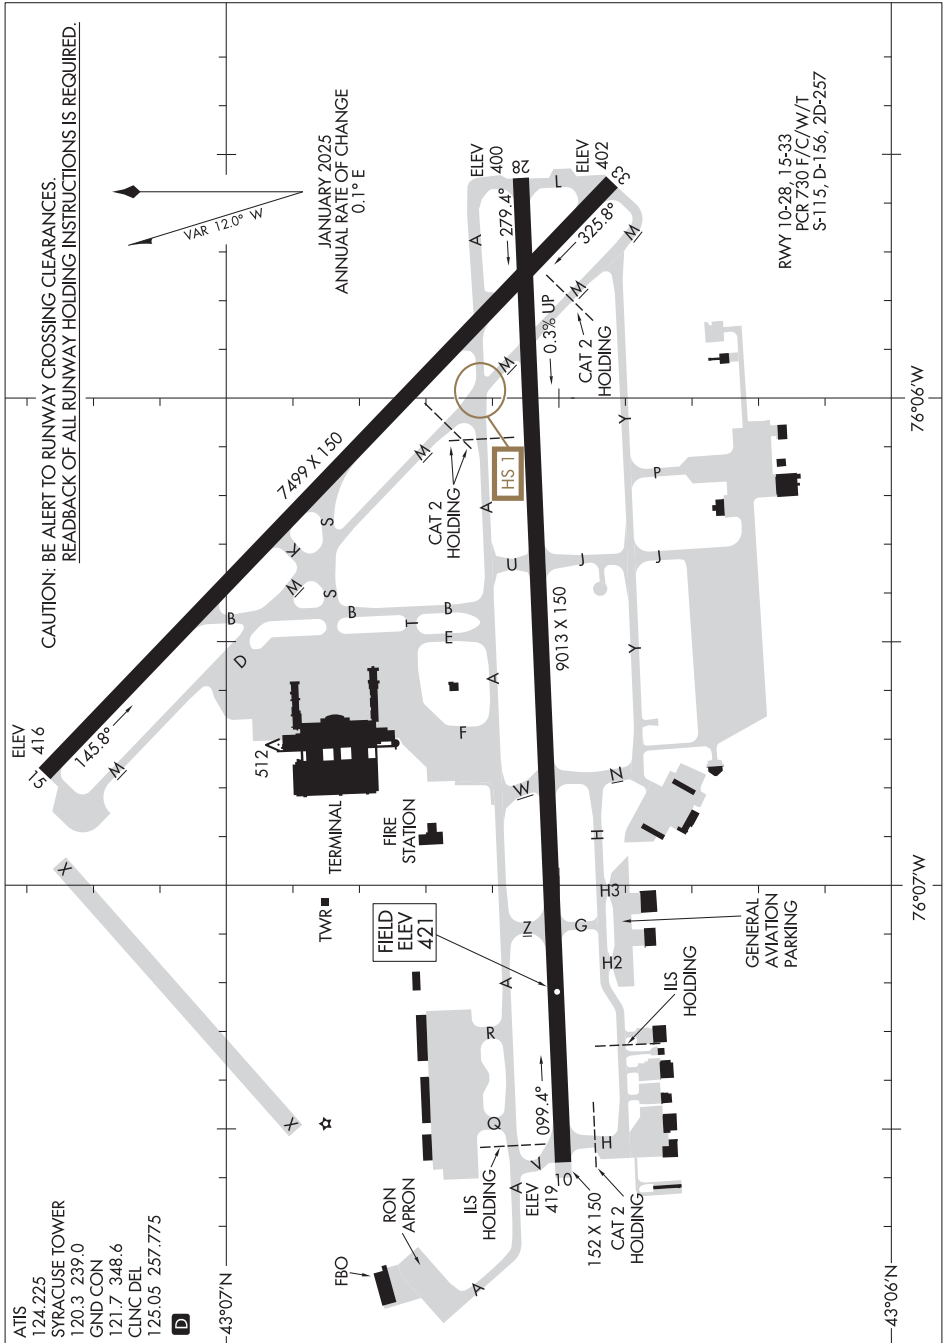 CAUTION: BE ALERT TO RUNWAY CROSSING CLEARANCES.
READBACK OF ALL RUNWAY HOLDING INSTRUCTIONS IS REQUIRED.
VAR 12.0° W
JANUARY 2025
ANNUAL RATE OF CHANGE
0.1° E
ELEV
400
28
A
279.4°
L
ELEV
402
33
325.8°
M
M
0.3% UP
CAT 2
HOLDING
RWY 10-28, 15-33
PCR 730 F/C/W/T
S-115, D-156, 2D-257
76°06'W
M
HS 1
M
CAT 2
HOLDING
A
7499 X 150
S
K
M
S
B
B
B
T
E
D
U
J
J
Y
Y
P
9013 X 150
A
F
ELEV
416
15
145.8°
M
512
TERMINAL
FIRE
STATION
W
N
H
76°07'W
X
TWR
FIELD
ELEV
421
Z
G
H3
H2
GENERAL
AVIATION
PARKING
A
R
ILS
HOLDING
X
Q
099.4°
H
V
10
A
ELEV
419
ILS
HOLDING
152 X 150
CAT 2
HOLDING
RON
APRON
FBO
A
43°07'N
43°06'N
ATIS
124.225
SYRACUSE TOWER
120.3 239.0
GND CON
121.7 348.6
CLNC DEL
125.05 257.775
D